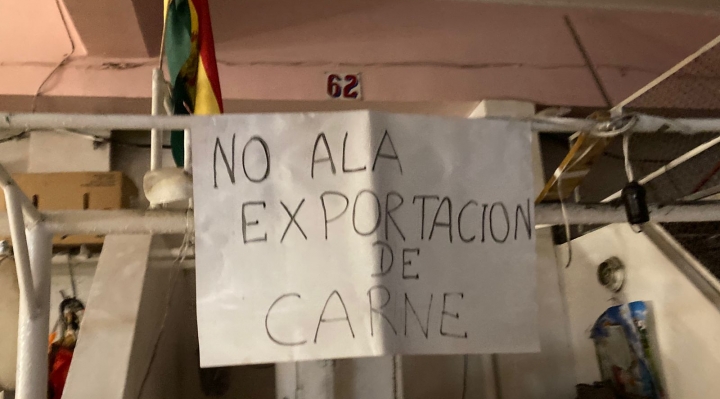 62
NO ALA
EXPORTACION
DE
CARNE